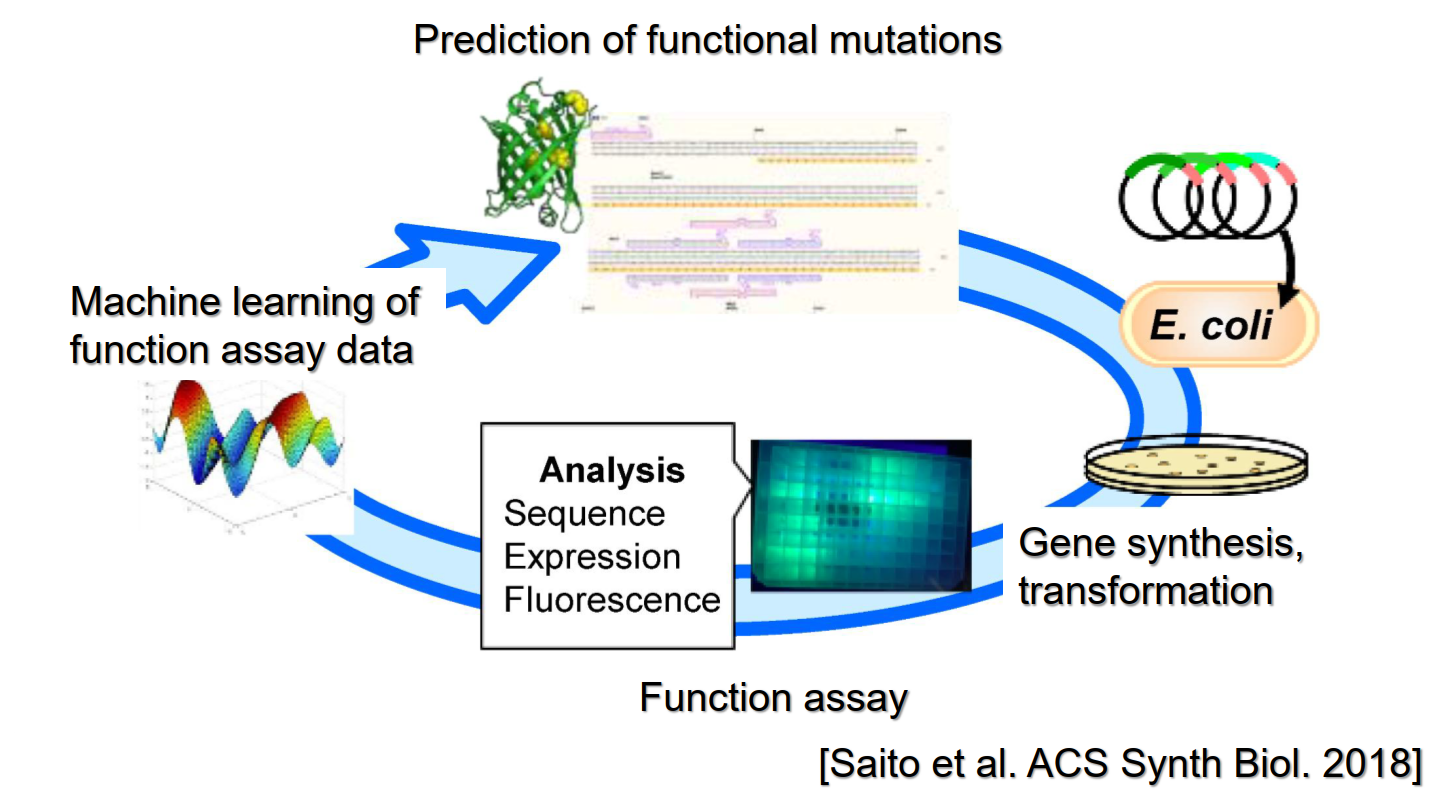 Prediction of functional mutations
Machine learning of
function assay data
E. coli
Analysis
Sequence
Expression
Fluorescence
Gene synthesis,
transformation
Function assay
[Saito et al. ACS Synth Biol. 2018]